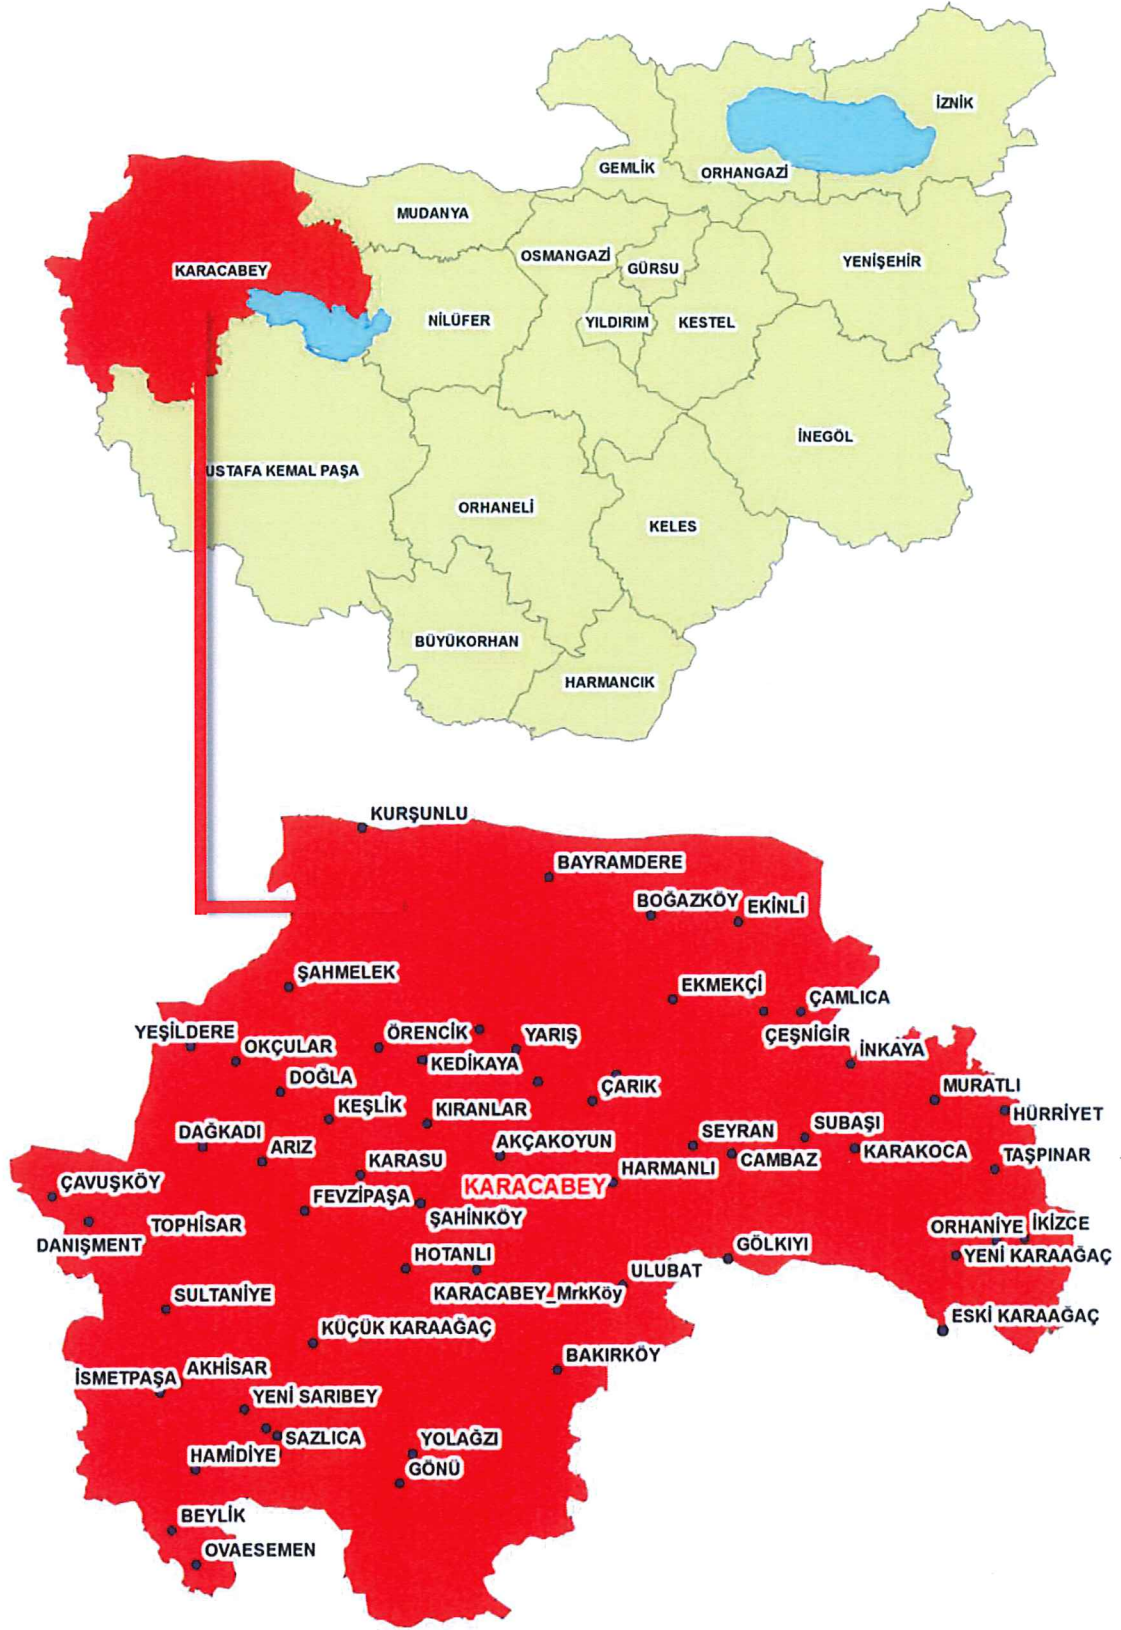 İZNİK
GEMLİK
ORHANGAZİ
MUDANYA
OSMANGAZİ
GÜRSU
YENİŞEHİR
KARACABEY
NİLÜFER
YILDIRIM
KESTEL
İNEGÖL
USTAFA KEMAL PAŞA
ORHANELİ
KELES
BÜYÜKORHAN
HARMANCIK
KURŞUNLU
BAYRAMDERE
BOĞAZKÖY
EKİNLİ
ŞAHMELEK
EKMEKÇİ
ÇAMLICA
YEŞİLDERE
ÖRENCİK
YARIŞ
ÇEŞNİGİR
OKÇULAR
KEDİKAYA
İNKAYA
DOĞLA
ÇARIK
MURATLI
KEŞLİK
KIRANLAR
HÜRRİYET
DAĞKADI
ARIZ
AKÇAKOYUN
SEYRAN
SUBAŞI
KARASU
HARMANLI
CAMBAZ
KARAKOCA
TAŞPINAR
ÇAVUŞKÖY
FEVZİPAŞA
KARACABEY
TOPHİSAR
ŞAHİNKÖY
ORHANİYE
İKİZCE
DANIŞMENT
HOTANLI
GÖLKIYI
YENİ KARAAĞAÇ
ULUBAT
SULTANİYE
KARACABEY_MrkKöy
ESKİ KARAAĞAÇ
KÜÇÜK KARAAĞAÇ
BAKIRKÖY
AKHİSAR
İSMETPAŞA
YENİ SARIBEY
SAZLICA
YOLAĞZI
HAMİDİYE
GÖNÜ
BEYLİK
OVAESEMEN